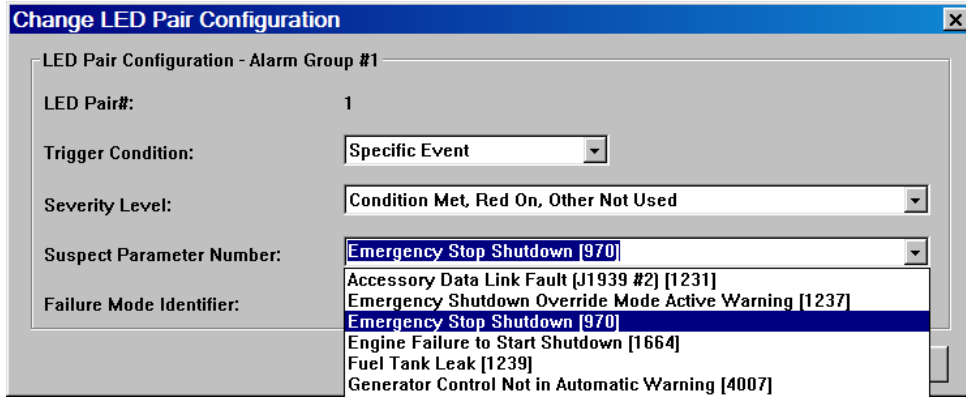 Change LED Pair Configuration
LED Pair Configuration - Alarm Group #1
LED Pair#: 1
Trigger Condition: Specific Event
Severity Level: Condition Met, Red On, Other Not Used
Suspect Parameter Number: Emergency Stop Shutdown [970]
Accessory Data Link Fault (J1939 #2) [1231]
Failure Mode Identifier: Emergency Shutdown Override Mode Active Warning [1237]
Emergency Stop Shutdown [970]
Engine Failure to Start Shutdown [1664]
Fuel Tank Leak [1239]
Generator Control Not in Automatic Warning [4007]